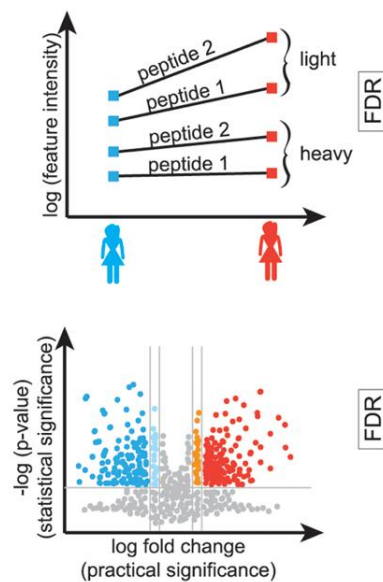 log (feature intensity)
peptide 2
peptide 1
peptide 2
peptide 1
light
heavy
FDR
-log (p-value)
(statistical significance)
log fold change
(practical significance)
FDR